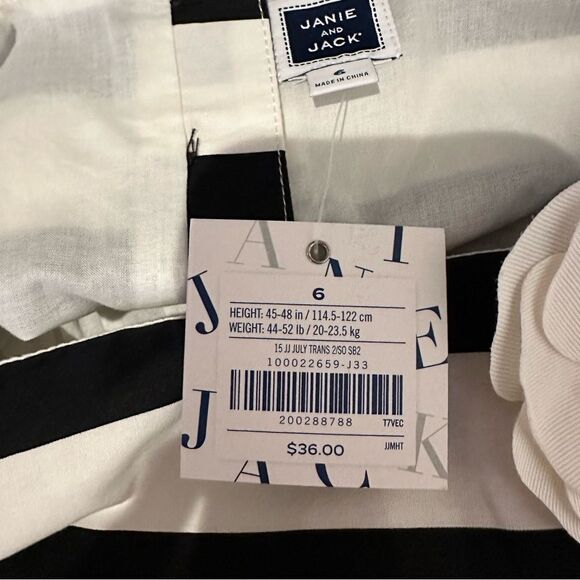 JANIE
AND
JACK®
6
MADE IN CHINA
6
HEIGHT: 45-48 in / 114.5-122 cm
WEIGHT: 44-52 lb / 20-23.5 kg
15 JJ JULY TRANS 2/SO SB2
100022659-J33
200288788
T7VEC
$36.00
JJMHT